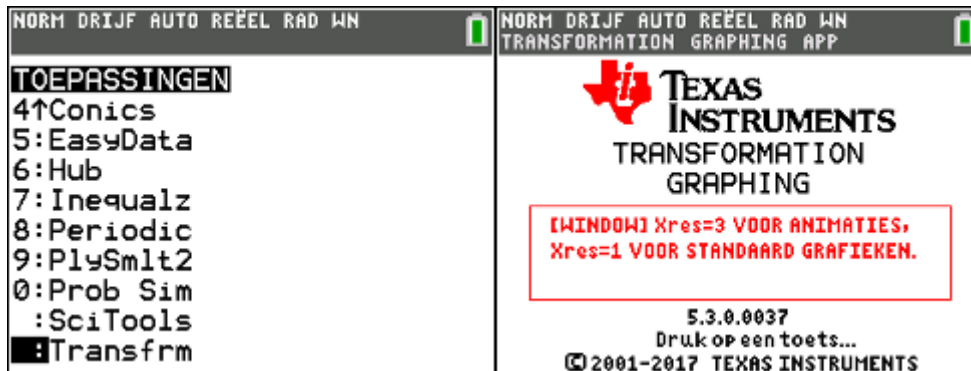 NORM DRIJF AUTO REËEL RAD WN
TOEPASSINGEN
4↑Conics
5:EasyData
6:Hub
7:Inequalz
8:Periodic
9:PlySmlt2
0:Prob Sim
:SciTools
:Transfrm
NORM DRIJF AUTO REËEL RAD WN
TRANSFORMATION GRAPHING APP
TEXAS
INSTRUMENTS
TRANSFORMATION
GRAPHING
[WINDOW] Xres=3 VOOR ANIMATIES,
Xres=1 VOOR STANDAARD GRAFIEKEN.
5.3.0.0037
Druk op een toets...
© 2001-2017 TEXAS INSTRUMENTS